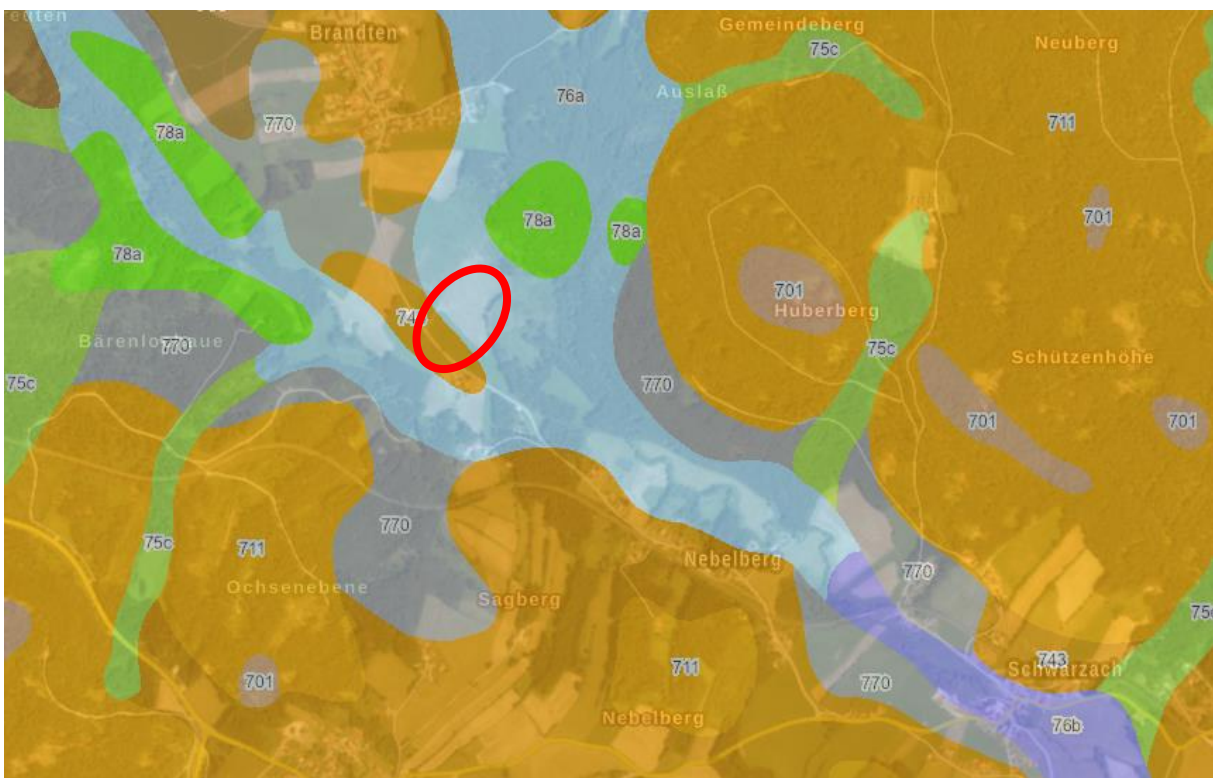 euten
Brandten
Gemeindeberg
75c
Neuberg
76a
Auslaß
78a
770
711
78a
78a
701
78a
701
Huberberg
74
Bärenlochaue
770
75c
Schützenhöhe
75c
770
701
701
770
75c
711
Nebelberg
770
Ochsenebene
Sagberg
75c
743
Schwarzach
711
701
770
Nebelberg
76b